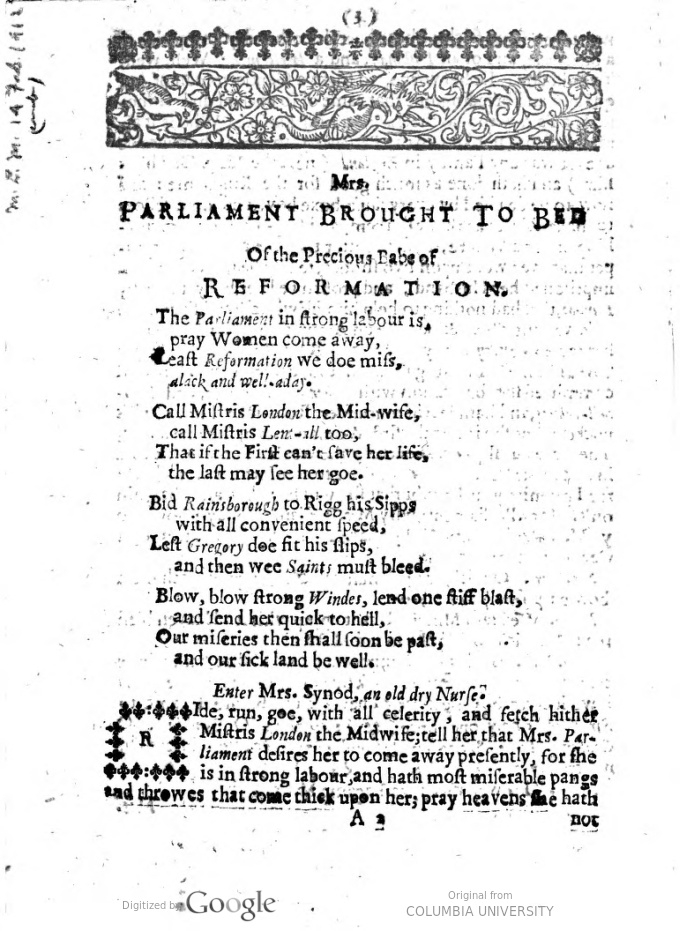 (3)
Mrs.
PARLIAMENT BROUGHT TO BED
Of the Precious Babe of
REFORMATION.
The Parliament in ſtrong labour is,
pray Women come away,
Leaſt Reformation we doe miſs,
alack and well-aday.
Call Miſtris London the Mid-wife,
call Miſtris Lent-all too,
That if the Firſt can't ſave her life,
the laſt may ſee her goe.
Bid Rainsborough to Rigg his Sipps
with all convenient ſpeed,
Leſt Gregory doe fit his ſlips,
and then wee Saints muſt bleed.
Blow, blow ſtrong Windes, lend one ſtiff blaſt,
and ſend her quick to hell,
Our miſeries then ſhall ſoon be paſt,
and our ſick land be well.
Enter Mrs. Synod, an old dry Nurſe.
RIde, run, goe, with all celerity, and fetch hither
Miſtris London the Midwife; tell her that Mrs. Par-
liament deſires her to come away preſently, for ſhe
is in ſtrong labour, and hath moſt miſerable pangs
and throwes that come thick upon her; pray heavens ſhe hath
A 2
not
Digitized by Google
Original from
COLUMBIA UNIVERSITY